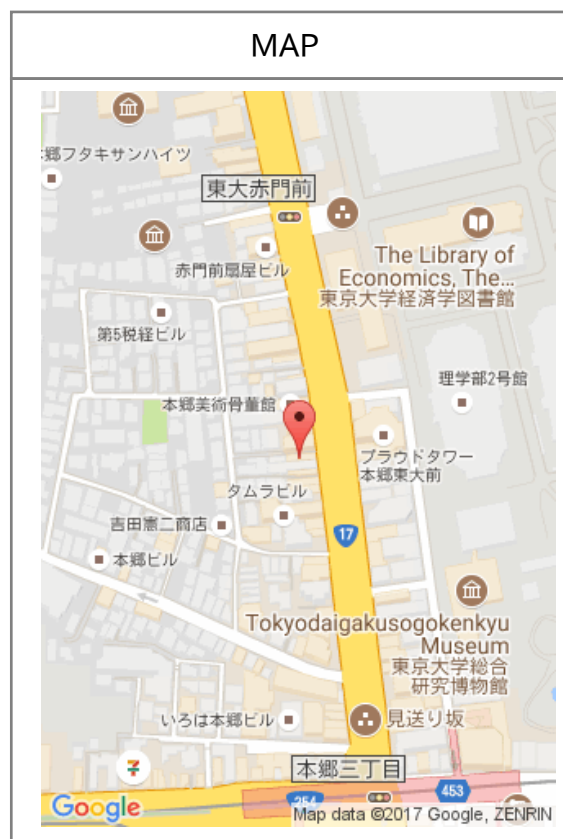 MAP
本郷フタキサンハイツ
東大赤門前
赤門前扇屋ビル
The Library of
Economics, The...
東京大学経済学図書館
第5税経ビル
理学部2号館
本郷美術骨董館
プラウドタワー
本郷東大前
タムラビル
吉田憲二商店
17
本郷ビル
Tokyodaigakusogokenkyu
Museum
東京大学総合
研究博物館
いろは本郷ビル
見送り坂
7
本郷三丁目
254
453
Google
Map data ©2017 Google, ZENRIN